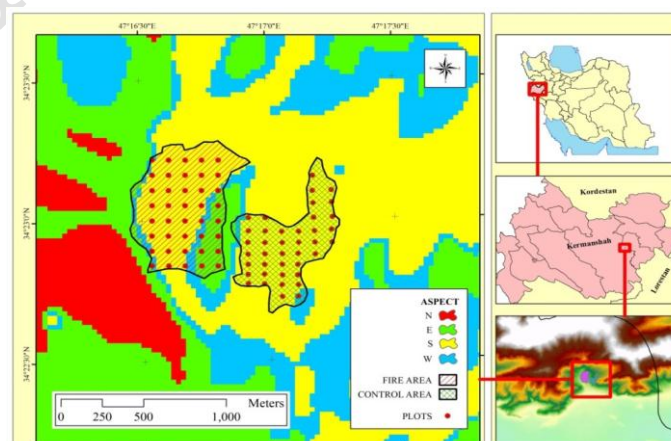 47°16'30"E
47°17'0"E
47°17'30"E
34°23'30"N
34°23'0"N
34°22'30"N
ASPECT
N
E
S
W
FIRE AREA
CONTROL AREA
PLOTS
Meters
0 250 500 1,000
Kordestan
Kermanshah
Lorestan